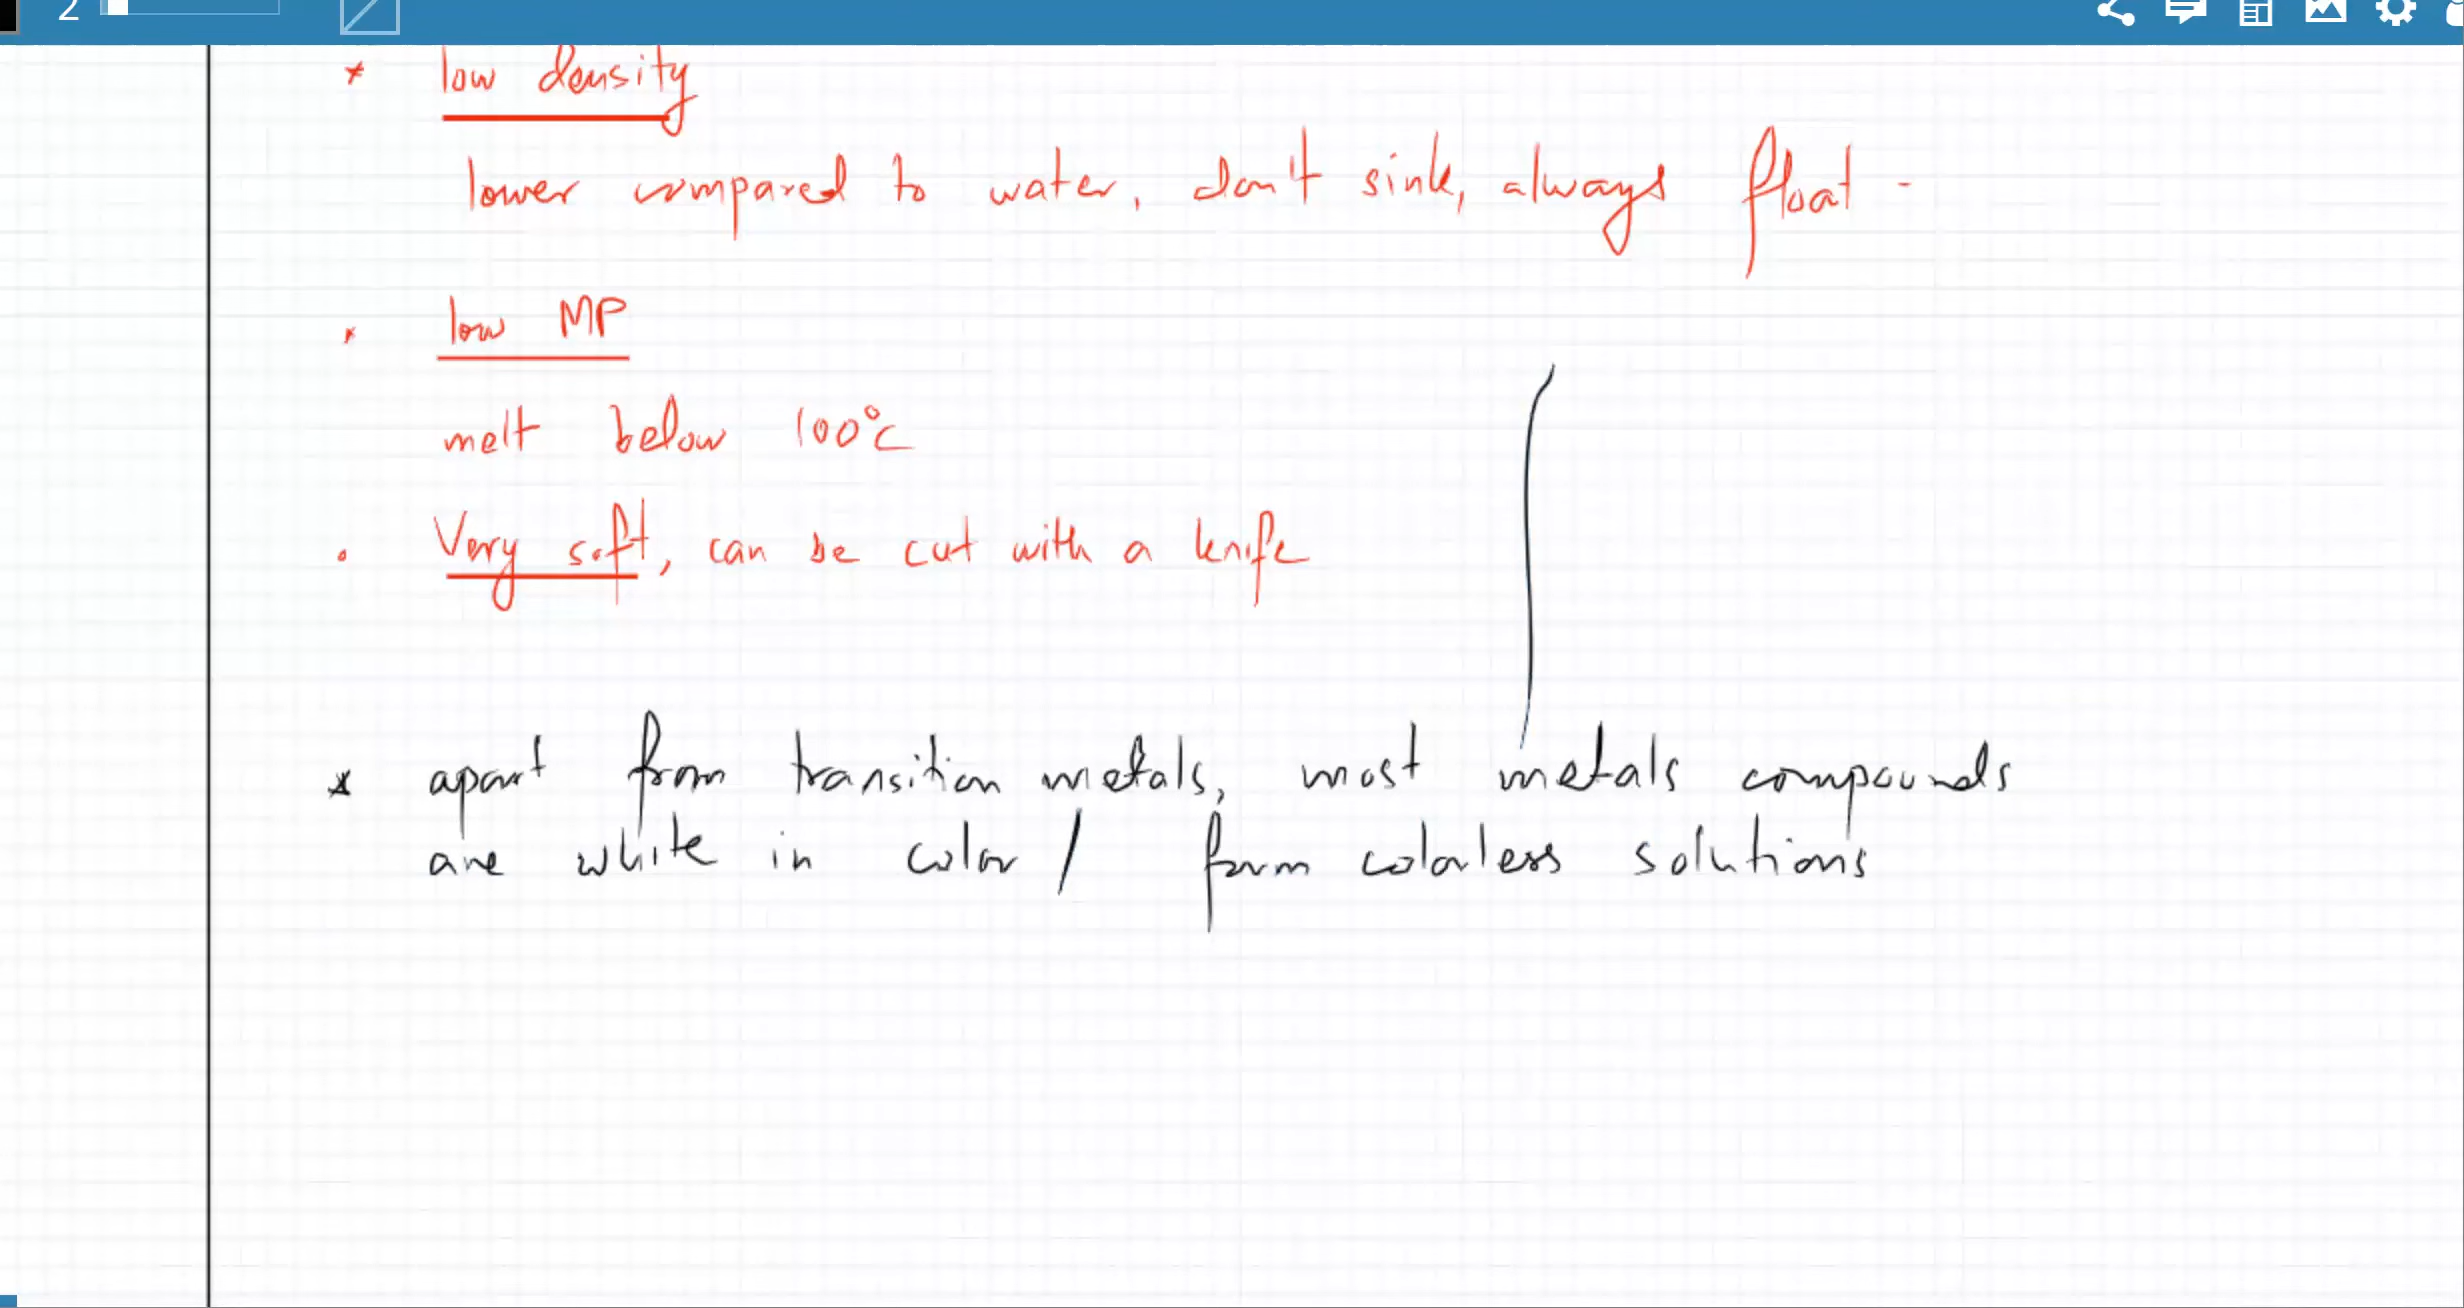 2
* low density
lower compared to water, don't sink, always float -
* low MP
melt below 100°C
• Very soft, can be cut with a knife
* apart from transition metals, most metals compounds
are white in color / form colorless solutions